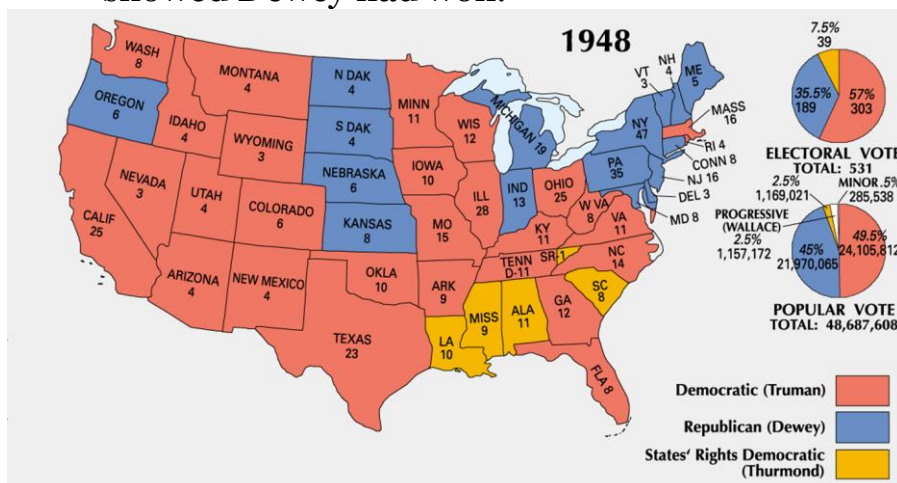 showed Dewey had won.
1948
WASH
8
OREGON
6
CALIF
25
NEVADA
3
IDAHO
4
MONTANA
4
WYOMING
3
UTAH
4
COLORADO
6
ARIZONA
4
NEW MEXICO
4
N DAK
4
S DAK
4
NEBRASKA
6
KANSAS
8
OKLA
10
TEXAS
23
MINN
11
IOWA
10
MO
15
ARK
9
LA
10
WIS
12
ILL
28
MICHIGAN 19
IND
13
OHIO
25
KY
11
TENN
D-11
SR-1
MISS
9
ALA
11
GA
12
FLA 8
SC
8
NC
14
VA
11
W VA
8
PA
35
NY
47
VT
3
NH
4
ME
5
MASS
16
RI 4
CONN 8
NJ 16
DEL 3
MD 8
7.5%
39
35.5%
189
57%
303
ELECTORAL VOTE
TOTAL: 531
2.5%
1,169,021
MINOR .5%
285,538
PROGRESSIVE
(WALLACE)
2.5%
1,157,172
45%
21,970,065
49.5%
24,105,812
POPULAR VOTE
TOTAL: 48,687,608
Democratic (Truman)
Republican (Dewey)
States' Rights Democratic
(Thurmond)